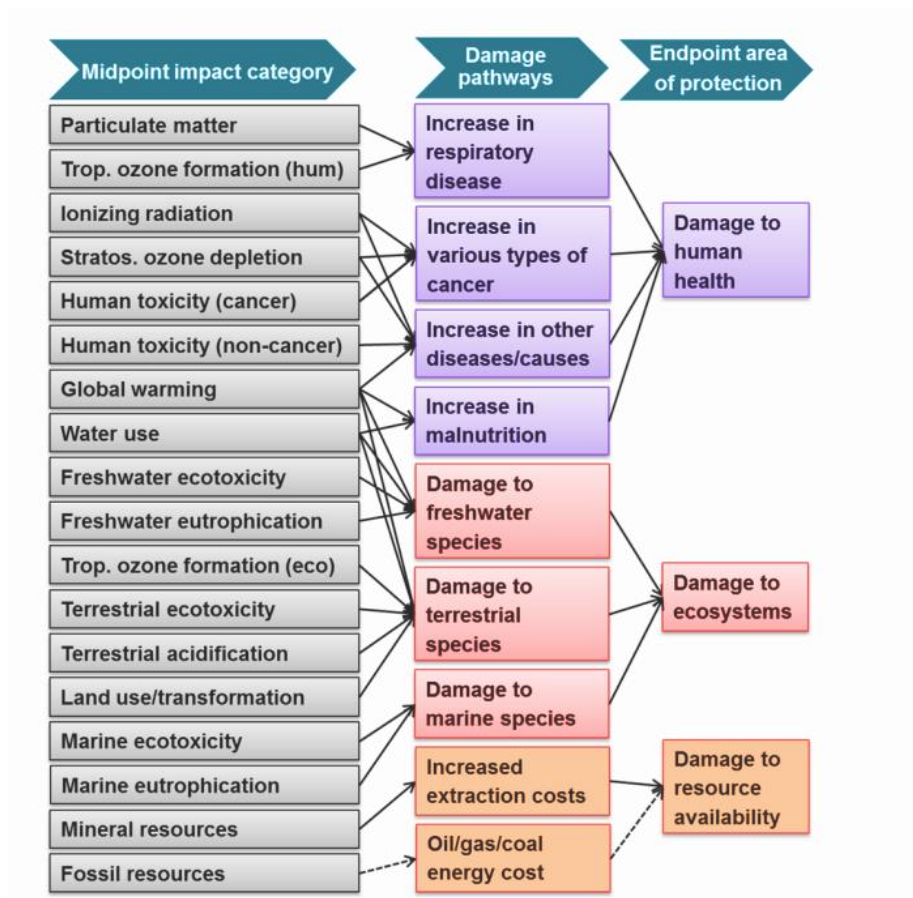 Midpoint impact category
Damage
pathways
Endpoint area
of protection
Particulate matter
Trop. ozone formation (hum)
Ionizing radiation
Stratos. ozone depletion
Human toxicity (cancer)
Human toxicity (non-cancer)
Global warming
Water use
Freshwater ecotoxicity
Freshwater eutrophication
Trop. ozone formation (eco)
Terrestrial ecotoxicity
Terrestrial acidification
Land use/transformation
Marine ecotoxicity
Marine eutrophication
Mineral resources
Fossil resources
Increase in
respiratory
disease
Increase in
various types of
cancer
Increase in other
diseases/causes
Increase in
malnutrition
Damage to
freshwater
species
Damage to
terrestrial
species
Damage to
marine species
Increased
extraction costs
Oil/gas/coal
energy cost
Damage to
human
health
Damage to
ecosystems
Damage to
resource
availability